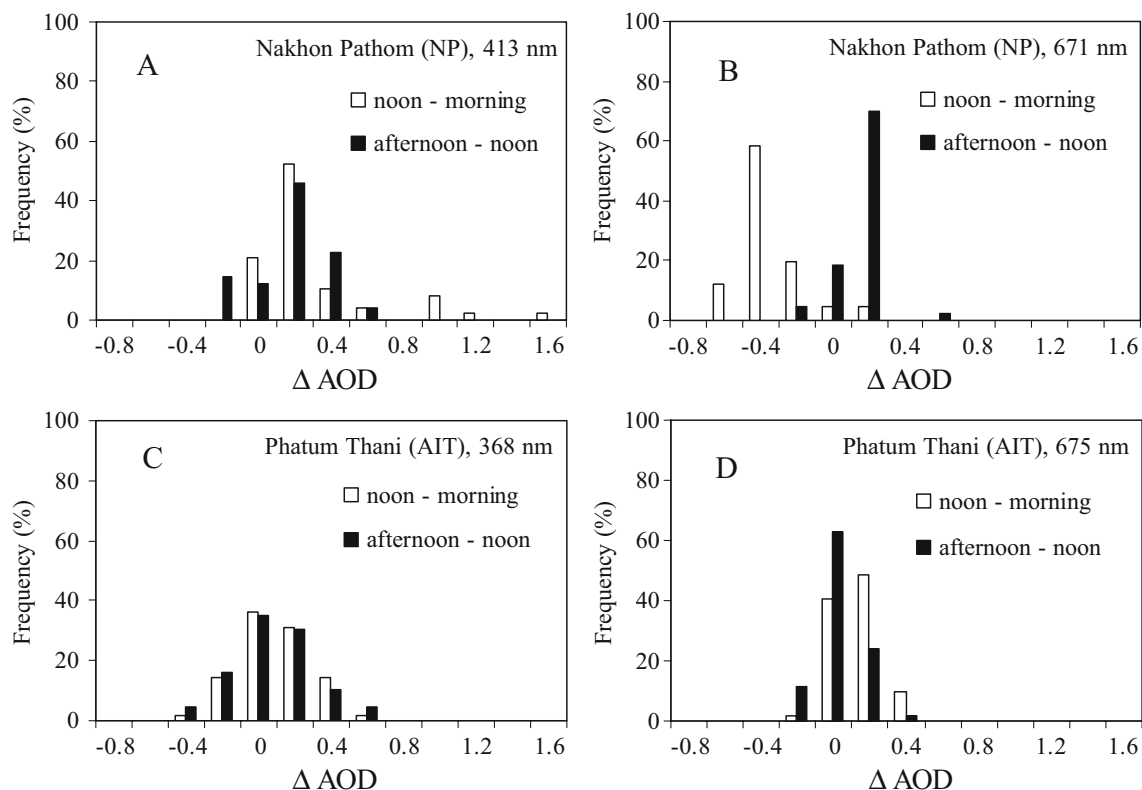 100
80
60
40
20
0
Frequency (%)
A
Nakhon Pathom (NP), 413 nm
noon - morning
afternoon - noon
-0.8 -0.4 0 0.4 0.8 1.2 1.6
Δ AOD
100
80
60
40
20
0
Frequency (%)
B
Nakhon Pathom (NP), 671 nm
noon - morning
afternoon - noon
-0.8 -0.4 0 0.4 0.8 1.2 1.6
Δ AOD
100
80
60
40
20
0
Frequency (%)
C
Phatum Thani (AIT), 368 nm
noon - morning
afternoon - noon
-0.8 -0.4 0 0.4 0.8 1.2 1.6
Δ AOD
100
80
60
40
20
0
Frequency (%)
D
Phatum Thani (AIT), 675 nm
noon - morning
afternoon - noon
-0.8 -0.4 0 0.4 0.8 1.2 1.6
Δ AOD